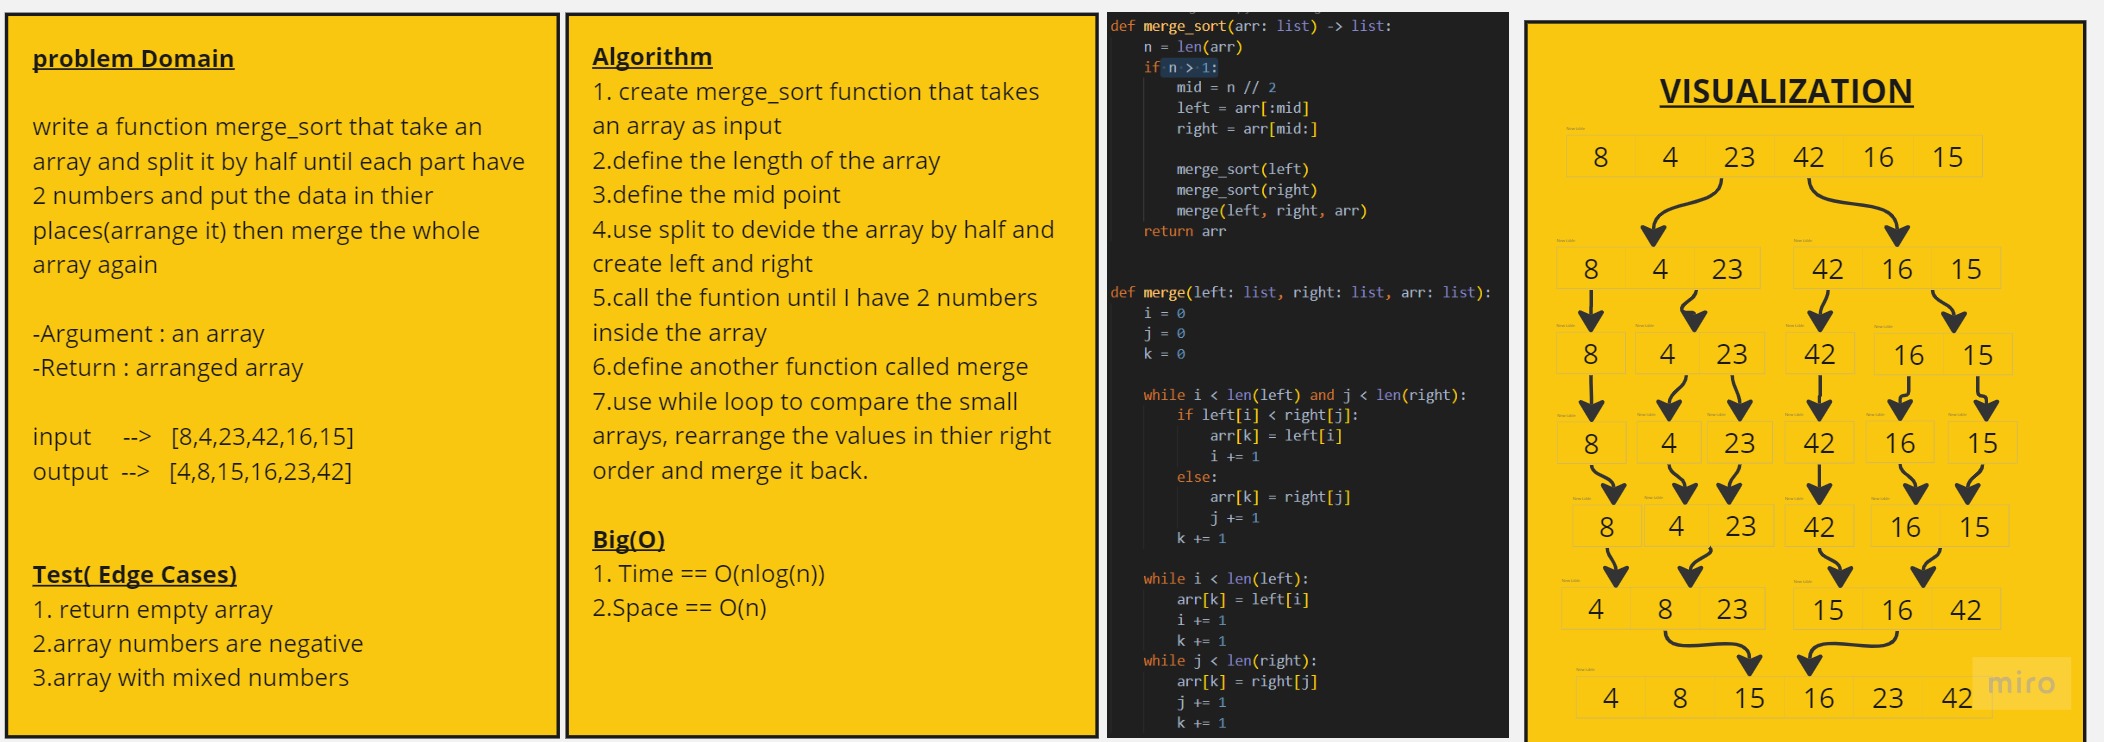 problem Domain
write a function merge_sort that take an
array and split it by half until each part have
2 numbers and put the data in thier
places(arrange it) then merge the whole
array again
-Argument : an array
-Return : arranged array
input --> [8,4,23,42,16,15]
output --> [4,8,15,16,23,42]
Test( Edge Cases)
1. return empty array
2.array numbers are negative
3.array with mixed numbers
Algorithm
1. create merge_sort function that takes
an array as input
2.define the length of the array
3.define the mid point
4.use split to devide the array by half and
create left and right
5.call the funtion until I have 2 numbers
inside the array
6.define another function called merge
7.use while loop to compare the small
arrays, rearrange the values in thier right
order and merge it back.
Big(O)
1. Time == O(nlog(n))
2.Space == O(n)
def merge_sort(arr: list) -> list:
    n = len(arr)
    if n > 1:
        mid = n // 2
        left = arr[:mid]
        right = arr[mid:]
        merge_sort(left)
        merge_sort(right)
        merge(left, right, arr)
    return arr
def merge(left: list, right: list, arr: list):
    i = 0
    j = 0
    k = 0
    while i < len(left) and j < len(right):
        if left[i] < right[j]:
            arr[k] = left[i]
            i += 1
        else:
            arr[k] = right[j]
            j += 1
        k += 1
    while i < len(left):
        arr[k] = left[i]
        i += 1
        k += 1
    while j < len(right):
        arr[k] = right[j]
        j += 1
        k += 1
VISUALIZATION
8 4 23 42 16 15
8 4 23 42 16 15
8 4 23 42 16 15
8 4 23 42 16 15
8 4 23 42 16 15
4 8 23 15 16 42
4 8 15 16 23 42
miro